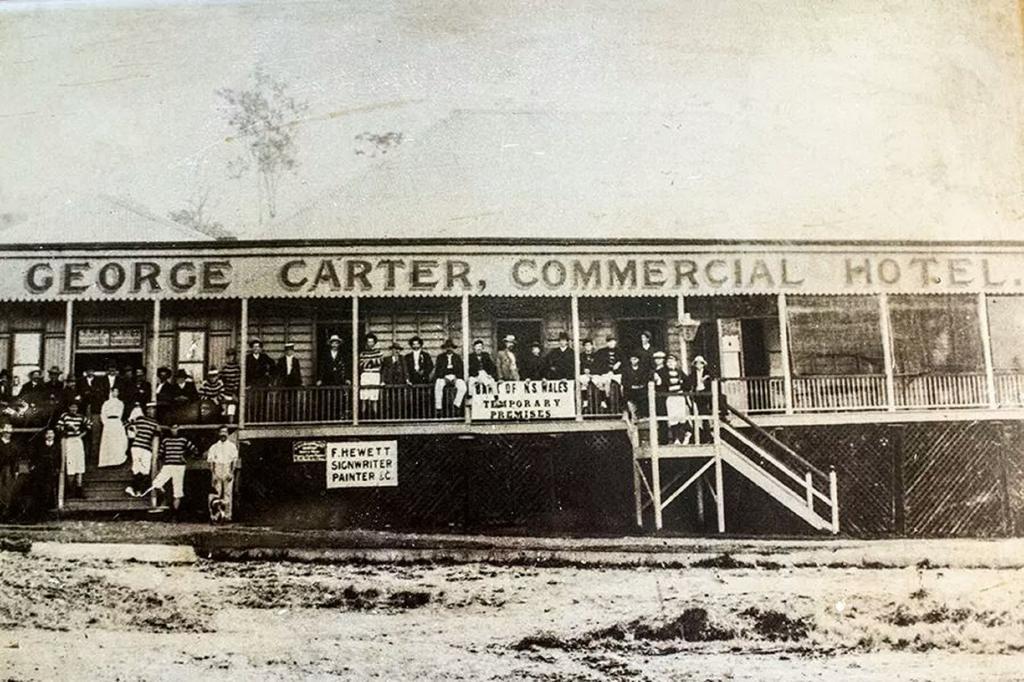 GEORGE CARTER, COMMERCIAL HOTEL.
BANK OF N.S WALES
TEMPORARY
PREMISES
F. HEWETT
SIGNWRITER
PAINTER &C.